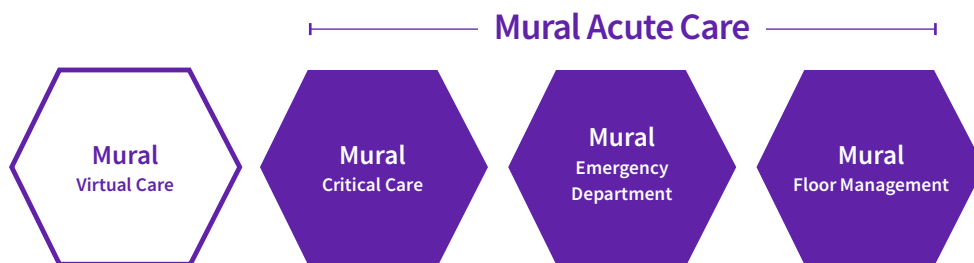 Mural Acute Care
Mural
Virtual Care
Mural
Critical Care
Mural
Emergency
Department
Mural
Floor Management